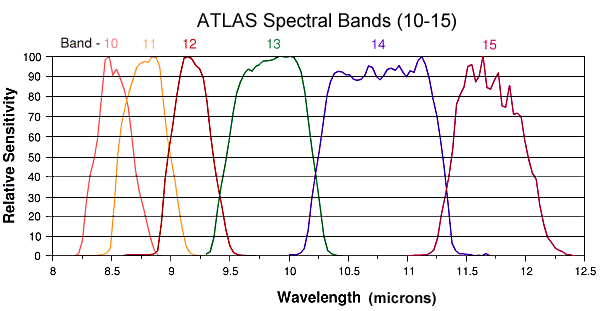 ATLAS Spectral Bands (10-15)
Band - 10 11 12 13 14 15
100
90
80
70
60
50
40
30
20
10
0
Relative Sensitivity
8 8.5 9 9.5 10 10.5 11 11.5 12 12.5
Wavelength (microns)